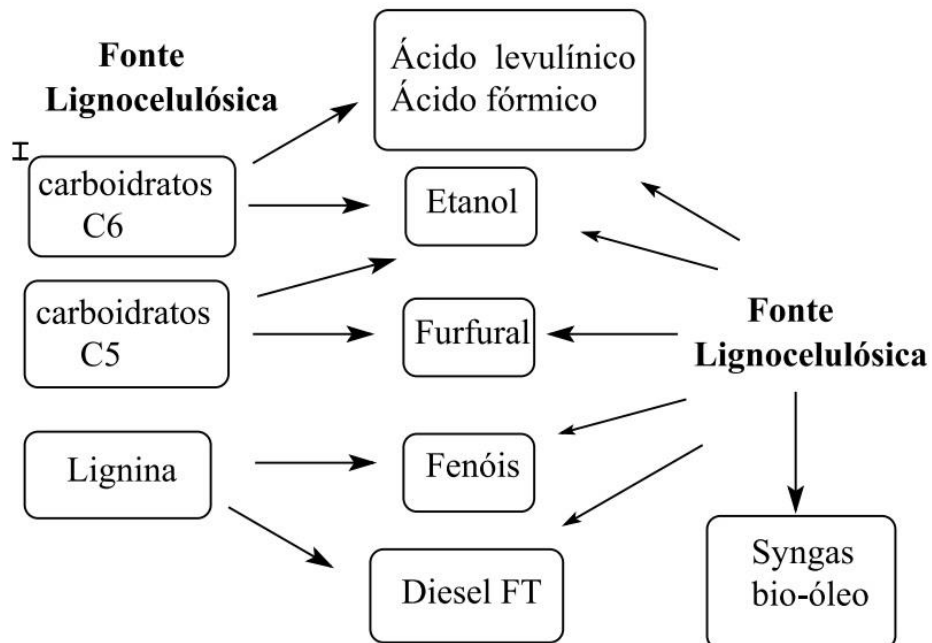 Fonte
Lignocelulósica
Ácido levulínico
Ácido fórmico
carboidratos
C6
Etanol
carboidratos
C5
Furfural
Fonte
Lignocelulósica
Lignina
Fenóis
Diesel FT
Syngas
bio-óleo